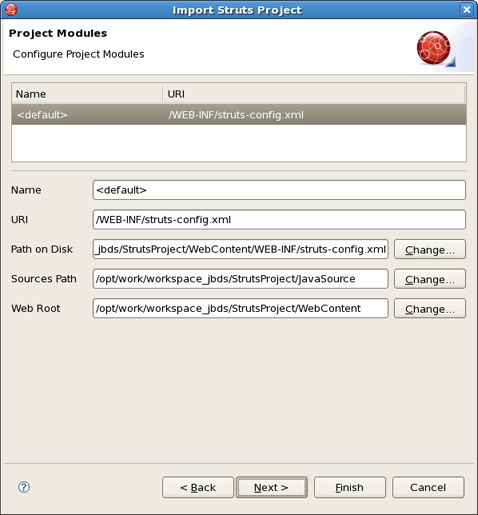 Import Struts Project
Project Modules
Configure Project Modules
Name URI
<default> /WEB-INF/struts-config.xml
Name <default>
URI /WEB-INF/struts-config.xml
Path on Disk _jbds/StrutsProject/WebContent/WEB-INF/struts-config.xml Change...
Sources Path /opt/work/workspace_jbds/StrutsProject/JavaSource Change...
Web Root /opt/work/workspace_jbds/StrutsProject/WebContent Change...
? < Back Next > Finish Cancel